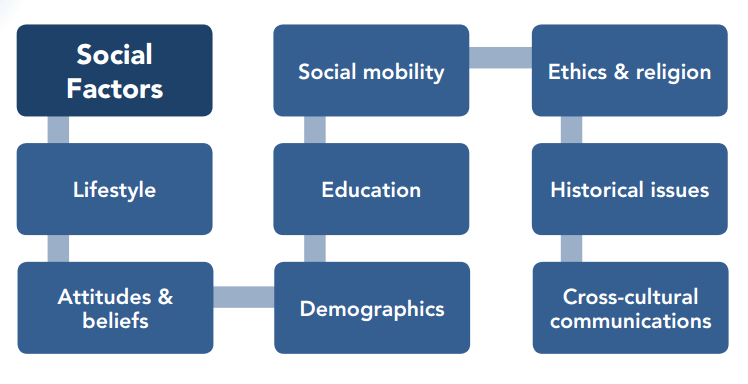 Social
Factors
Lifestyle
Attitudes &
beliefs
Demographics
Education
Social mobility
Ethics & religion
Historical issues
Cross-cultural
communications